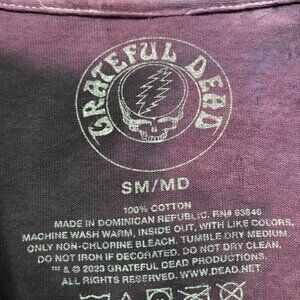 GRATEFUL DEAD
SM/MD
100% COTTON
MADE IN DOMINICAN REPUBLIC. RN# 93846
MACHINE WASH WARM, INSIDE OUT, WITH LIKE COLORS,
ONLY NON-CHLORINE BLEACH. TUMBLE DRY MEDIUM.
DO NOT IRON IF DECORATED. DO NOT DRY CLEAN.
™ & © 2023 GRATEFUL DEAD PRODUCTIONS.
ALL RIGHTS RESERVED. WWW.DEAD.NET